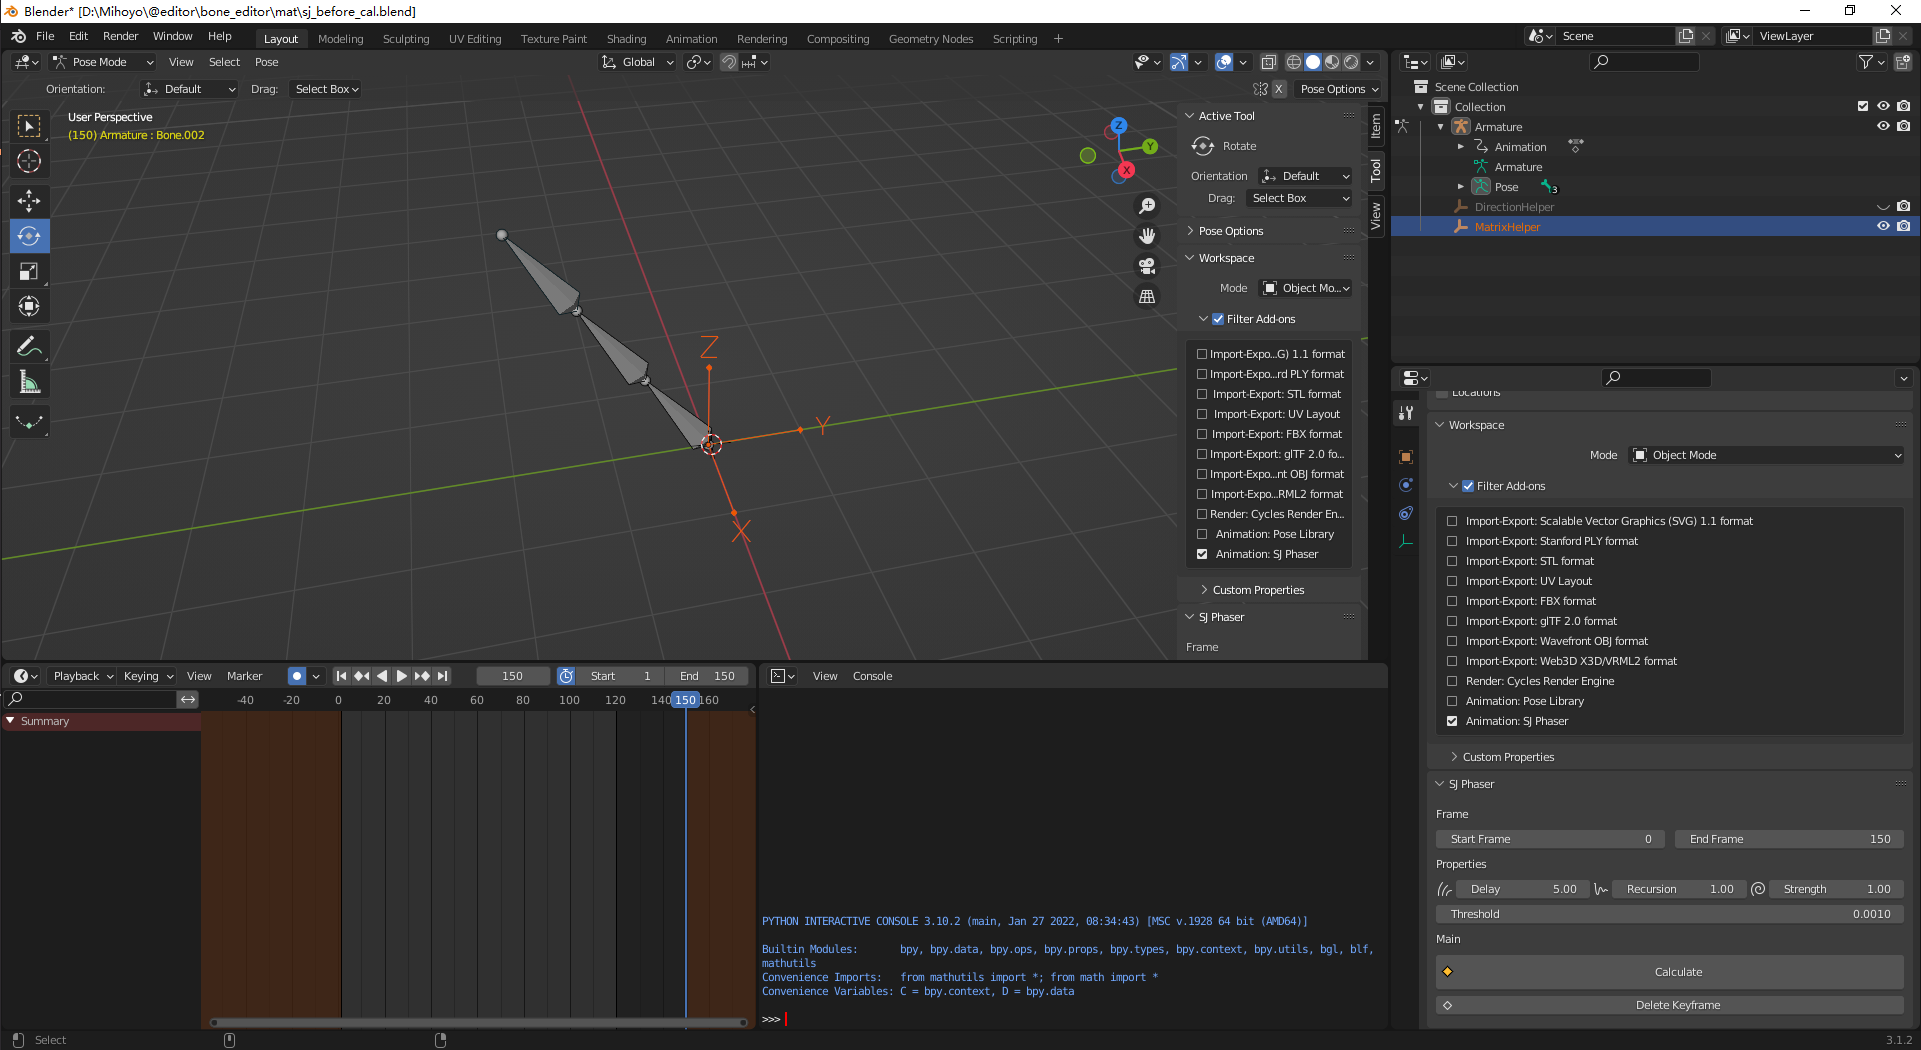 Blender* [D:\Mihoyo\@editor\bone_editor\mat\sj_before_cal.blend]
File Edit Render Window Help Layout Modeling Sculpting UV Editing Texture Paint Shading Animation Rendering Compositing Geometry Nodes Scripting + Scene ViewLayer
Pose Mode View Select Pose Global
Orientation: Default Drag: Select Box X Pose Options
User Perspective
(150) Armature : Bone.002
Z
Y
X
Z
Y
X
Active Tool
Rotate
Orientation Default
Drag: Select Box
Pose Options
Workspace
Mode Object Mo...
Filter Add-ons
Import-Expo...G) 1.1 format
Import-Expo...rd PLY format
Import-Export: STL format
Import-Export: UV Layout
Import-Export: FBX format
Import-Export: glTF 2.0 fo...
Import-Expo...nt OBJ format
Import-Expo...RML2 format
Render: Cycles Render En...
Animation: Pose Library
Animation: SJ Phaser
Custom Properties
SJ Phaser
Frame
Item
Tool
View
Scene Collection
Collection
Armature
Animation
Armature
Pose 3
DirectionHelper
MatrixHelper
Locations
Workspace
Mode Object Mode
Filter Add-ons
Import-Export: Scalable Vector Graphics (SVG) 1.1 format
Import-Export: Stanford PLY format
Import-Export: STL format
Import-Export: UV Layout
Import-Export: FBX format
Import-Export: glTF 2.0 format
Import-Export: Wavefront OBJ format
Import-Export: Web3D X3D/VRML2 format
Render: Cycles Render Engine
Animation: Pose Library
Animation: SJ Phaser
Custom Properties
SJ Phaser
Frame
Start Frame 0 End Frame 150
Properties
Delay 5.00 Recursion 1.00 Strength 1.00
Threshold 0.0010
Main
Calculate
Delete Keyframe
Playback Keying View Marker 150 Start 1 End 150
-40 -20 0 20 40 60 80 100 120 140 150 160
Summary
View Console
PYTHON INTERACTIVE CONSOLE 3.10.2 (main, Jan 27 2022, 08:34:43) [MSC v.1928 64 bit (AMD64)]
Builtin Modules: bpy, bpy.data, bpy.ops, bpy.props, bpy.types, bpy.context, bpy.utils, bgl, blf,
mathutils
Convenience Imports: from mathutils import *; from math import *
Convenience Variables: C = bpy.context, D = bpy.data
>>>
Select 3.1.2